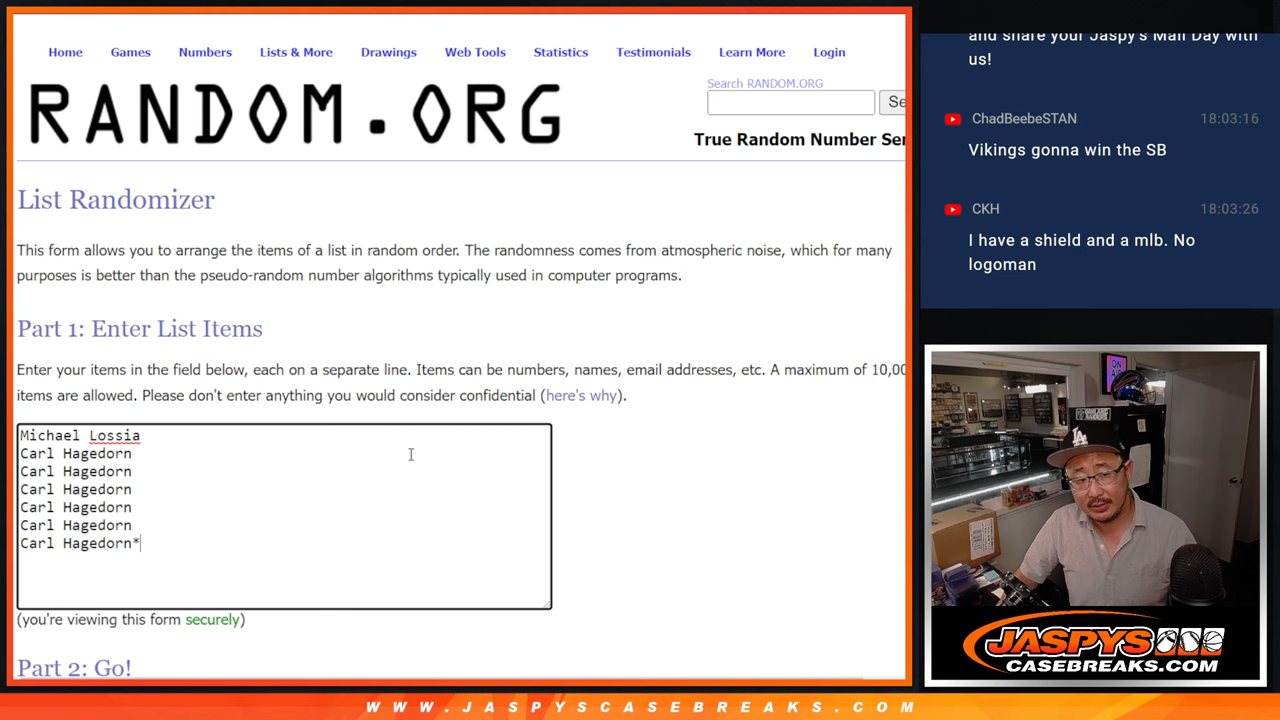 Home Games Numbers Lists & More Drawings Web Tools Statistics Testimonials Learn More Login
Search RANDOM.ORG
RANDOM.ORG
Se
True Random Number Ser
List Randomizer
This form allows you to arrange the items of a list in random order. The randomness comes from atmospheric noise, which for many
purposes is better than the pseudo-random number algorithms typically used in computer programs.
Part 1: Enter List Items
Enter your items in the field below, each on a separate line. Items can be numbers, names, email addresses, etc. A maximum of 10,00
items are allowed. Please don't enter anything you would consider confidential (here's why).
Michael Lossia
Carl Hagedorn
Carl Hagedorn
Carl Hagedorn
Carl Hagedorn
Carl Hagedorn
Carl Hagedorn*
(you're viewing this form securely)
Part 2: Go!
and share your Jaspy's Mail Day with
us!
ChadBeebeSTAN 18:03:16
Vikings gonna win the SB
CKH 18:03:26
I have a shield and a mlb. No
logoman
ON AIR
LA
JASPYS
CASEBREAKS.COM
WWW.JASPYSCASEBREAKS.COM